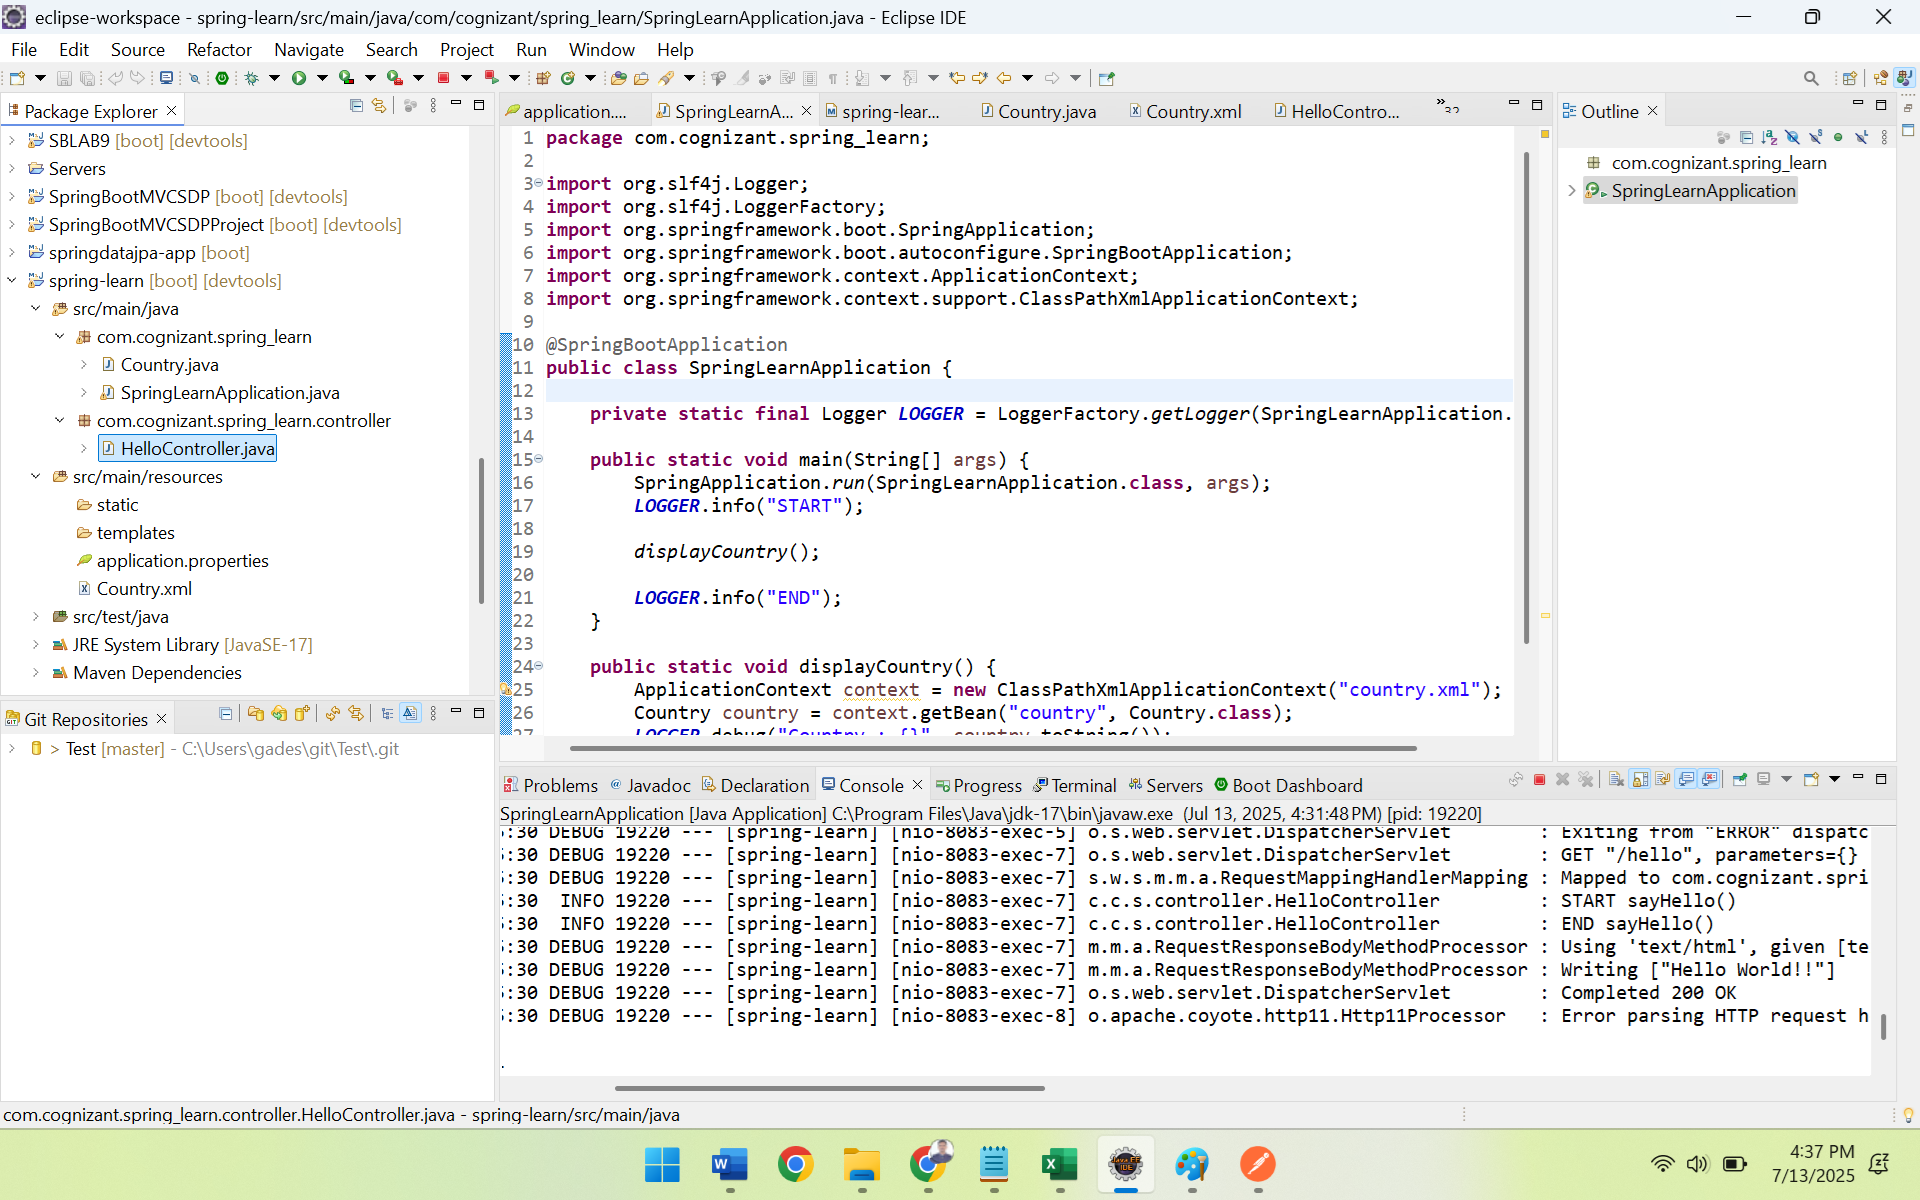 eclipse-workspace - spring-learn/src/main/java/com/cognizant/spring_learn/SpringLearnApplication.java - Eclipse IDE
File Edit Source Refactor Navigate Search Project Run Window Help
Package Explorer
SBLAB9 [boot] [devtools]
Servers
SpringBootMVCSDP [boot] [devtools]
SpringBootMVCSDPProject [boot] [devtools]
springdatajpa-app [boot]
spring-learn [boot] [devtools]
src/main/java
com.cognizant.spring_learn
Country.java
SpringLearnApplication.java
com.cognizant.spring_learn.controller
HelloController.java
src/main/resources
static
templates
application.properties
Country.xml
src/test/java
JRE System Library [JavaSE-17]
Maven Dependencies
Git Repositories
> Test [master] - C:\Users\gades\git\Test\.git
application....
SpringLearnA...
spring-lear...
Country.java
Country.xml
HelloContro...
»32
1 package com.cognizant.spring_learn;
2
3 import org.slf4j.Logger;
4 import org.slf4j.LoggerFactory;
5 import org.springframework.boot.SpringApplication;
6 import org.springframework.boot.autoconfigure.SpringBootApplication;
7 import org.springframework.context.ApplicationContext;
8 import org.springframework.context.support.ClassPathXmlApplicationContext;
9
10 @SpringBootApplication
11 public class SpringLearnApplication {
12
13 private static final Logger LOGGER = LoggerFactory.getLogger(SpringLearnApplication.
14
15 public static void main(String[] args) {
16 SpringApplication.run(SpringLearnApplication.class, args);
17 LOGGER.info("START");
18
19 displayCountry();
20
21 LOGGER.info("END");
22 }
23
24 public static void displayCountry() {
25 ApplicationContext context = new ClassPathXmlApplicationContext("country.xml");
26 Country country = context.getBean("country", Country.class);
27 LOGGER.debug("Country : {}", country.toString());
Outline
com.cognizant.spring_learn
SpringLearnApplication
Problems Javadoc Declaration Console Progress Terminal Servers Boot Dashboard
SpringLearnApplication [Java Application] C:\Program Files\Java\jdk-17\bin\javaw.exe (Jul 13, 2025, 4:31:48 PM) [pid: 19220]
:30 DEBUG 19220 --- [spring-learn] [nio-8083-exec-5] o.s.web.servlet.DispatcherServlet : Exiting from "ERROR" dispatc
:30 DEBUG 19220 --- [spring-learn] [nio-8083-exec-7] o.s.web.servlet.DispatcherServlet : GET "/hello", parameters={}
:30 DEBUG 19220 --- [spring-learn] [nio-8083-exec-7] s.w.s.m.m.a.RequestMappingHandlerMapping : Mapped to com.cognizant.spri
:30 INFO 19220 --- [spring-learn] [nio-8083-exec-7] c.c.s.controller.HelloController : START sayHello()
:30 INFO 19220 --- [spring-learn] [nio-8083-exec-7] c.c.s.controller.HelloController : END sayHello()
:30 DEBUG 19220 --- [spring-learn] [nio-8083-exec-7] m.m.a.RequestResponseBodyMethodProcessor : Using 'text/html', given [te
:30 DEBUG 19220 --- [spring-learn] [nio-8083-exec-7] m.m.a.RequestResponseBodyMethodProcessor : Writing ["Hello World!!"]
:30 DEBUG 19220 --- [spring-learn] [nio-8083-exec-7] o.s.web.servlet.DispatcherServlet : Completed 200 OK
:30 DEBUG 19220 --- [spring-learn] [nio-8083-exec-8] o.apache.coyote.http11.Http11Processor : Error parsing HTTP request h
.
com.cognizant.spring_learn.controller.HelloController.java - spring-learn/src/main/java
4:37 PM
7/13/2025